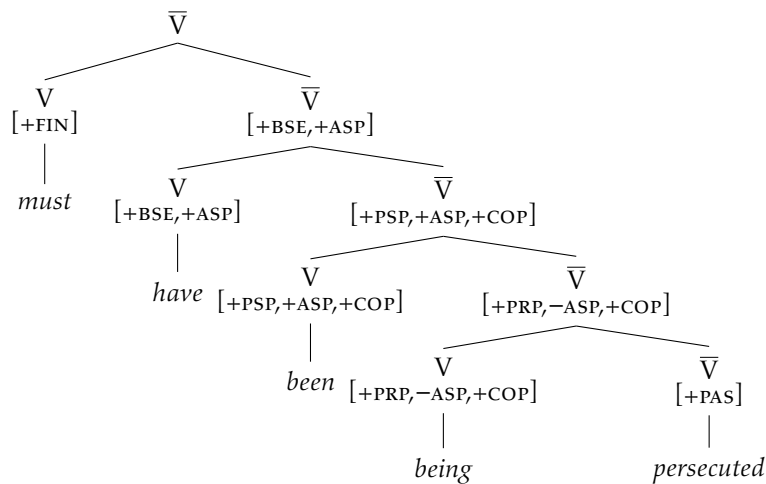 V̅
V V̅
[+FIN] [+BSE,+ASP]
must V V̅
[+BSE,+ASP] [+PSP,+ASP,+COP]
have V V̅
[+PSP,+ASP,+COP] [+PRP,−ASP,+COP]
been V V̅
[+PRP,−ASP,+COP] [+PAS]
being persecuted